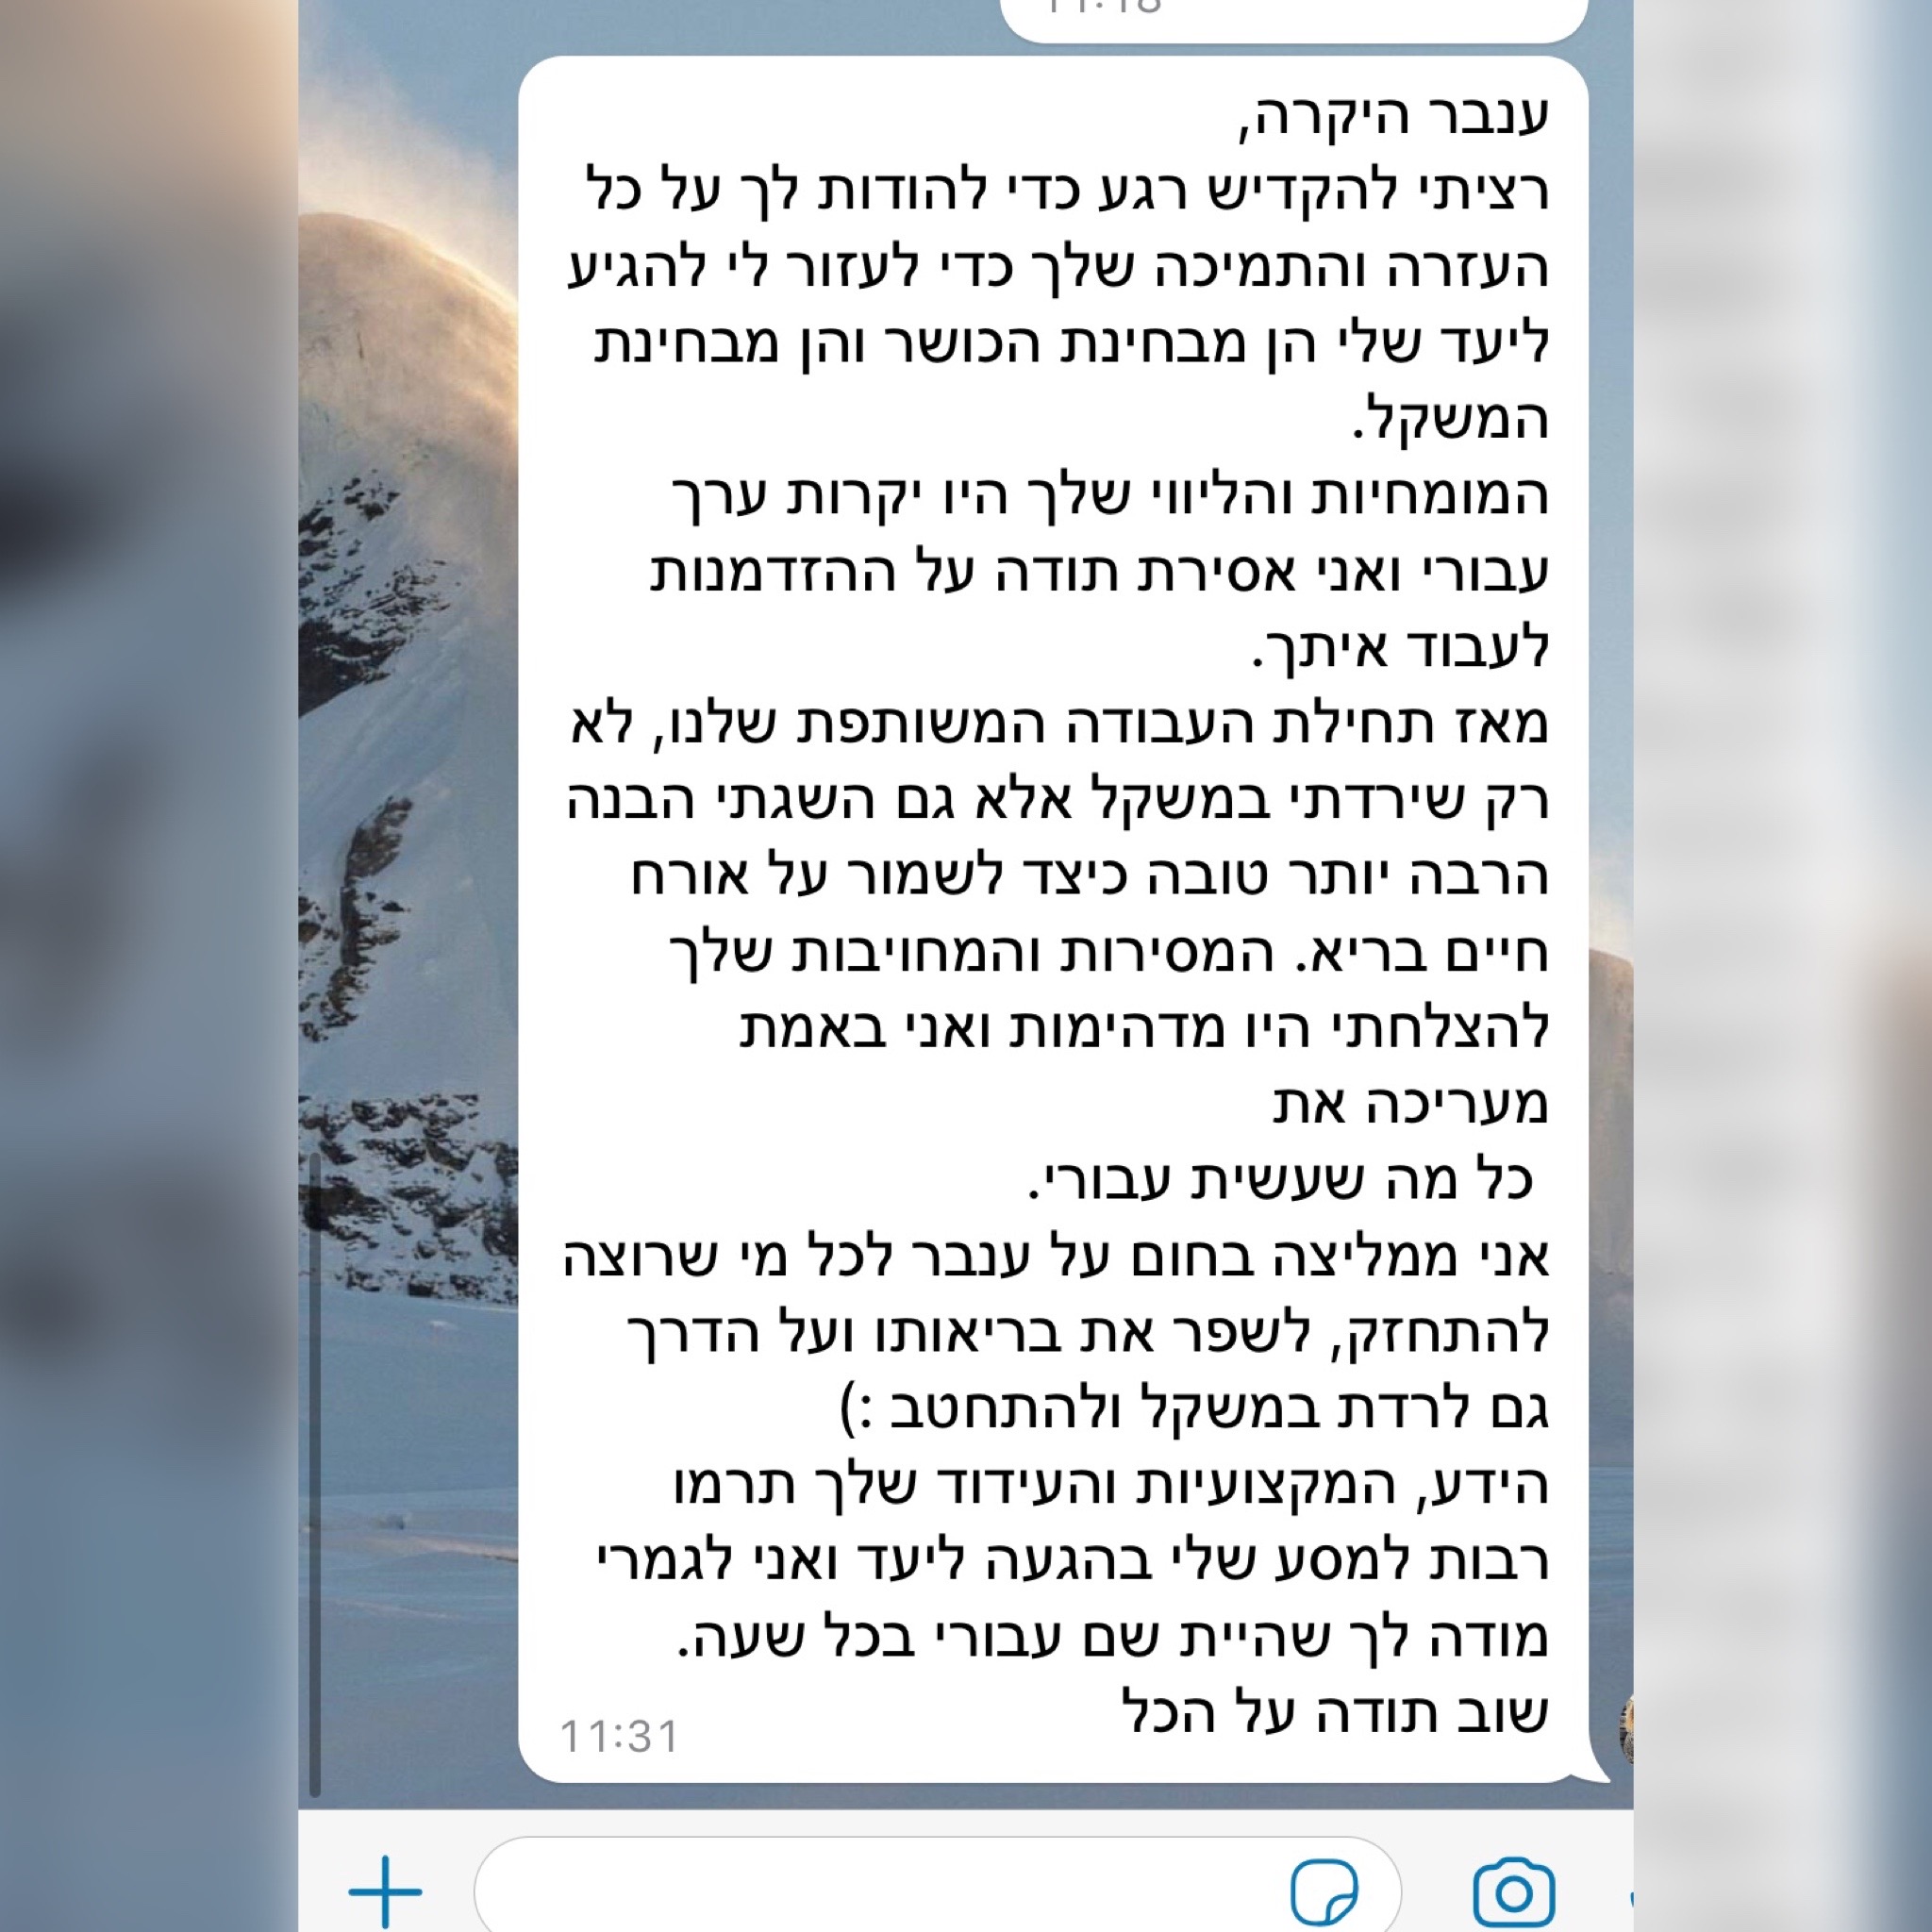 ענבר היקרה,
רציתי להקדיש רגע כדי להודות לך על כל
העזרה והתמיכה שלך כדי לעזור לי להגיע
ליעד שלי הן מבחינת הכושר והן מבחינת
המשקל.
המומחיות והליווי שלך היו יקרות ערך
עבורי ואני אסירת תודה על ההזדמנות
לעבוד איתך.
מאז תחילת העבודה המשותפת שלנו, לא
רק שירדתי במשקל אלא גם השגתי הבנה
הרבה יותר טובה כיצד לשמור על אורח
חיים בריא. המסירות והמחויבות שלך
להצלחתי היו מדהימות ואני באמת
מעריכה את
כל מה שעשית עבורי.
אני ממליצה בחום על ענבר לכל מי שרוצה
להתחזק, לשפר את בריאותו ועל הדרך
גם לרדת במשקל ולהתחטב :)
הידע, המקצועיות והעידוד שלך תרמו
רבות למסע שלי בהגעה ליעד ואני לגמרי
מודה לך שהיית שם עבורי בכל שעה.
שוב תודה על הכל
11:31